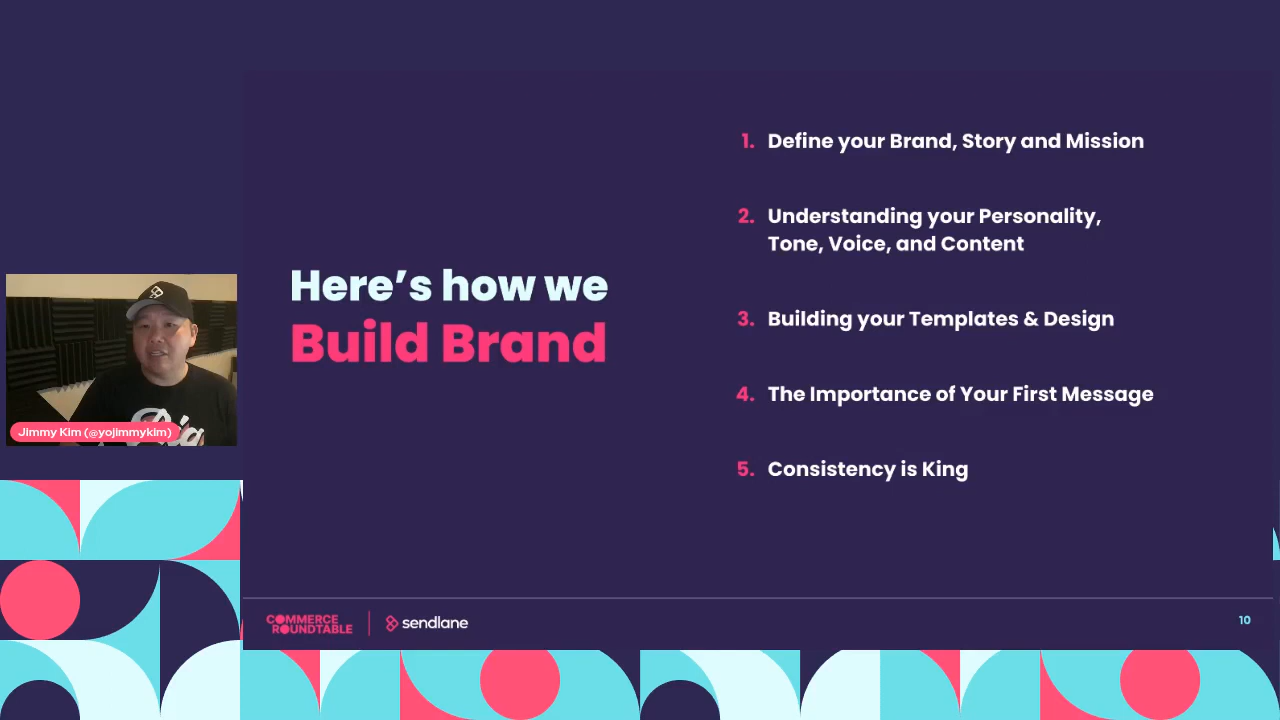 Here's how we
Build Brand
1. Define your Brand, Story and Mission
2. Understanding your Personality,
Tone, Voice, and Content
3. Building your Templates & Design
4. The Importance of Your First Message
5. Consistency is King
Jimmy Kim (@yojimmykim)
COMMERCE
ROUNDTABLE
sendlane
10